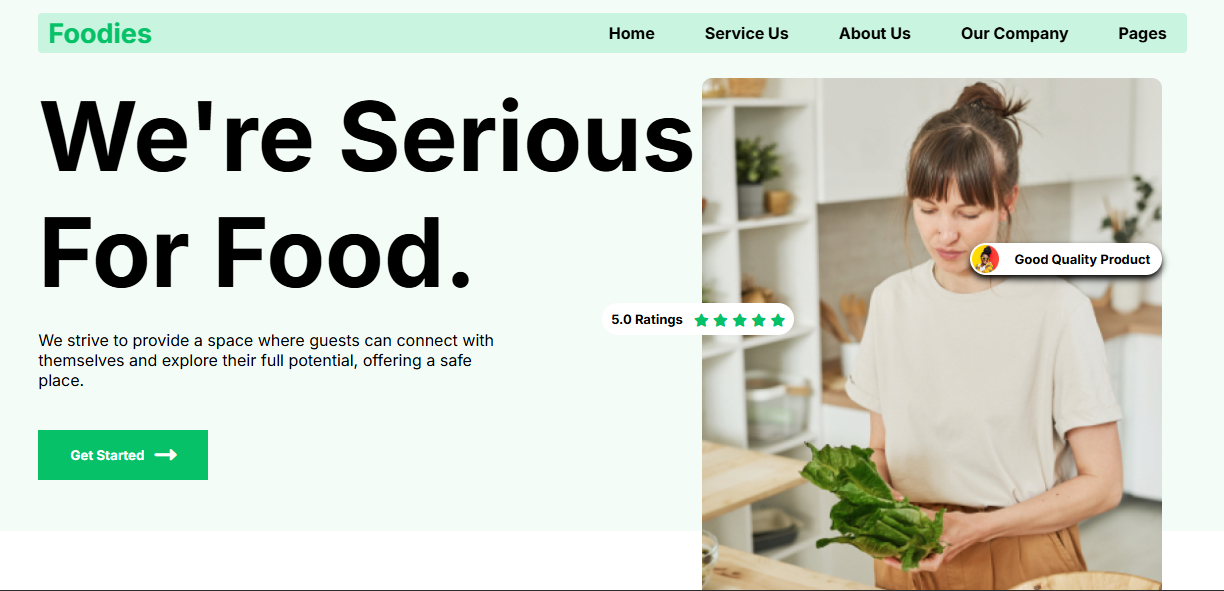 Foodies
Home
Service Us
About Us
Our Company
Pages
We're Serious
For Food.
Good Quality Product
5.0 Ratings
We strive to provide a space where guests can connect with
themselves and explore their full potential, offering a safe
place.
Get Started